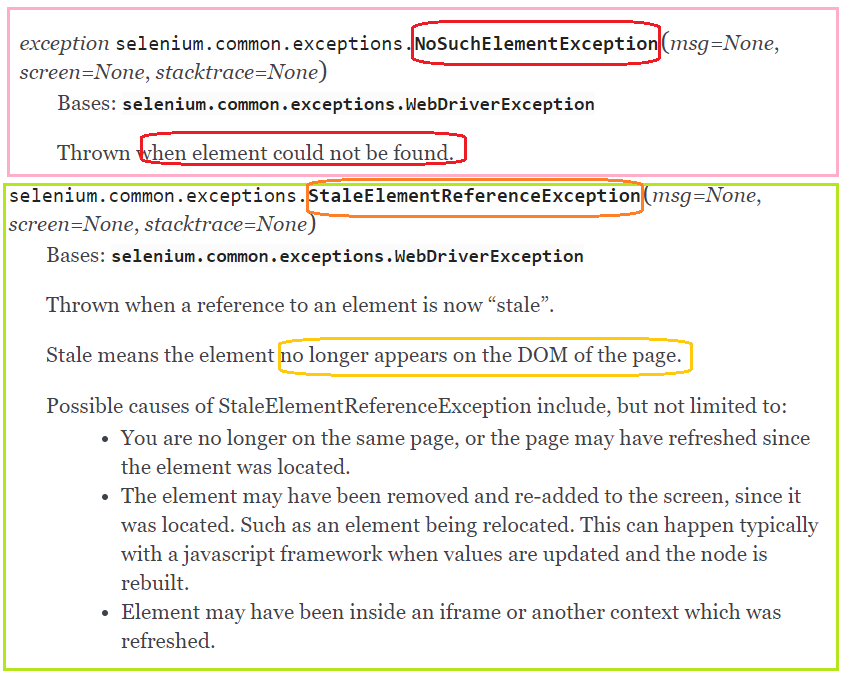 exception selenium.common.exceptions.NoSuchElementException(msg=None,
screen=None, stacktrace=None)
Bases: selenium.common.exceptions.WebDriverException
Thrown when element could not be found.
selenium.common.exceptions.StaleElementReferenceException(msg=None,
screen=None, stacktrace=None)
Bases: selenium.common.exceptions.WebDriverException
Thrown when a reference to an element is now “stale”.
Stale means the element no longer appears on the DOM of the page.
Possible causes of StaleElementReferenceException include, but not limited to:
• You are no longer on the same page, or the page may have refreshed since
the element was located.
• The element may have been removed and re-added to the screen, since it
was located. Such as an element being relocated. This can happen typically
with a javascript framework when values are updated and the node is
rebuilt.
• Element may have been inside an iframe or another context which was
refreshed.